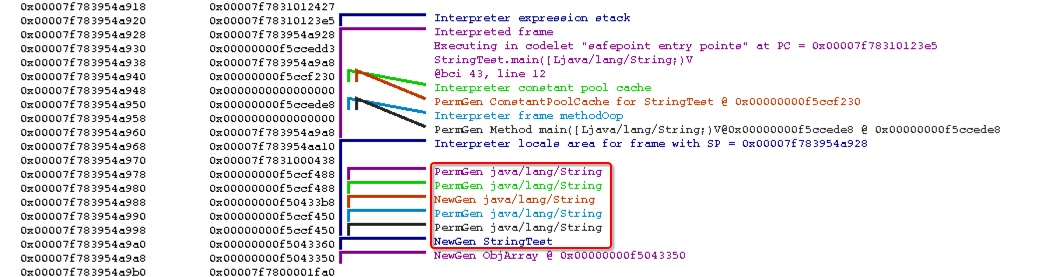 0x00007f783954a918 0x00007f7831012427
0x00007f783954a920 0x00007f78310123e5 Interpreter expression stack
0x00007f783954a928 0x00007f783954a928 Interpreted frame
0x00007f783954a930 0x00000000f5ccedd3 Executing in codelet "safepoint entry points" at PC = 0x00007f78310123e5
0x00007f783954a938 0x00007f783954a9a8 StringTest.main([Ljava/lang/String;)V
0x00007f783954a940 0x00000000f5ccf230 @bci 43, line 12
0x00007f783954a948 0x0000000000000000 Interpreter constant pool cache
0x00007f783954a950 0x00000000f5ccede8 PermGen ConstantPoolCache for StringTest @ 0x00000000f5ccf230
0x00007f783954a958 0x0000000000000000 Interpreter frame methodOop
0x00007f783954a960 0x00007f783954a9a8 PermGen Method main([Ljava/lang/String;)V@0x00000000f5ccede8 @ 0x00000000f5ccede8
0x00007f783954a968 0x00007f783954aa10 Interpreter locals area for frame with SP = 0x00007f783954a928
0x00007f783954a970 0x00007f7831000438
0x00007f783954a978 0x00000000f5ccf488 PermGen java/lang/String
0x00007f783954a980 0x00000000f5ccf488 PermGen java/lang/String
0x00007f783954a988 0x00000000f50433b8 NewGen java/lang/String
0x00007f783954a990 0x00000000f5ccf450 PermGen java/lang/String
0x00007f783954a998 0x00000000f5ccf450 PermGen java/lang/String
0x00007f783954a9a0 0x00000000f5043360 NewGen StringTest
0x00007f783954a9a8 0x00000000f5043350 NewGen ObjArray @ 0x00000000f5043350
0x00007f783954a9b0 0x00007f7800001fa0